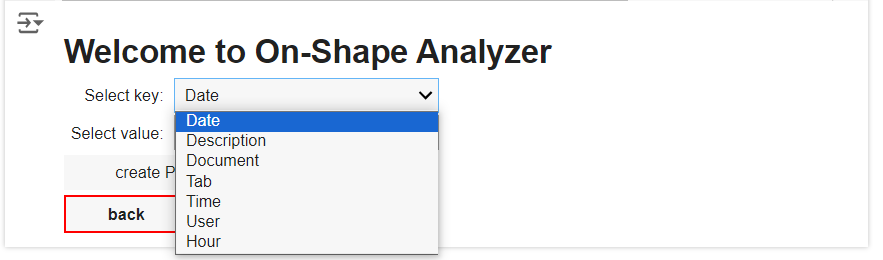 Welcome to On-Shape Analyzer
Select key: Date
Date
Select value:
Description
Document
create P
Tab
Time
back
User
Hour